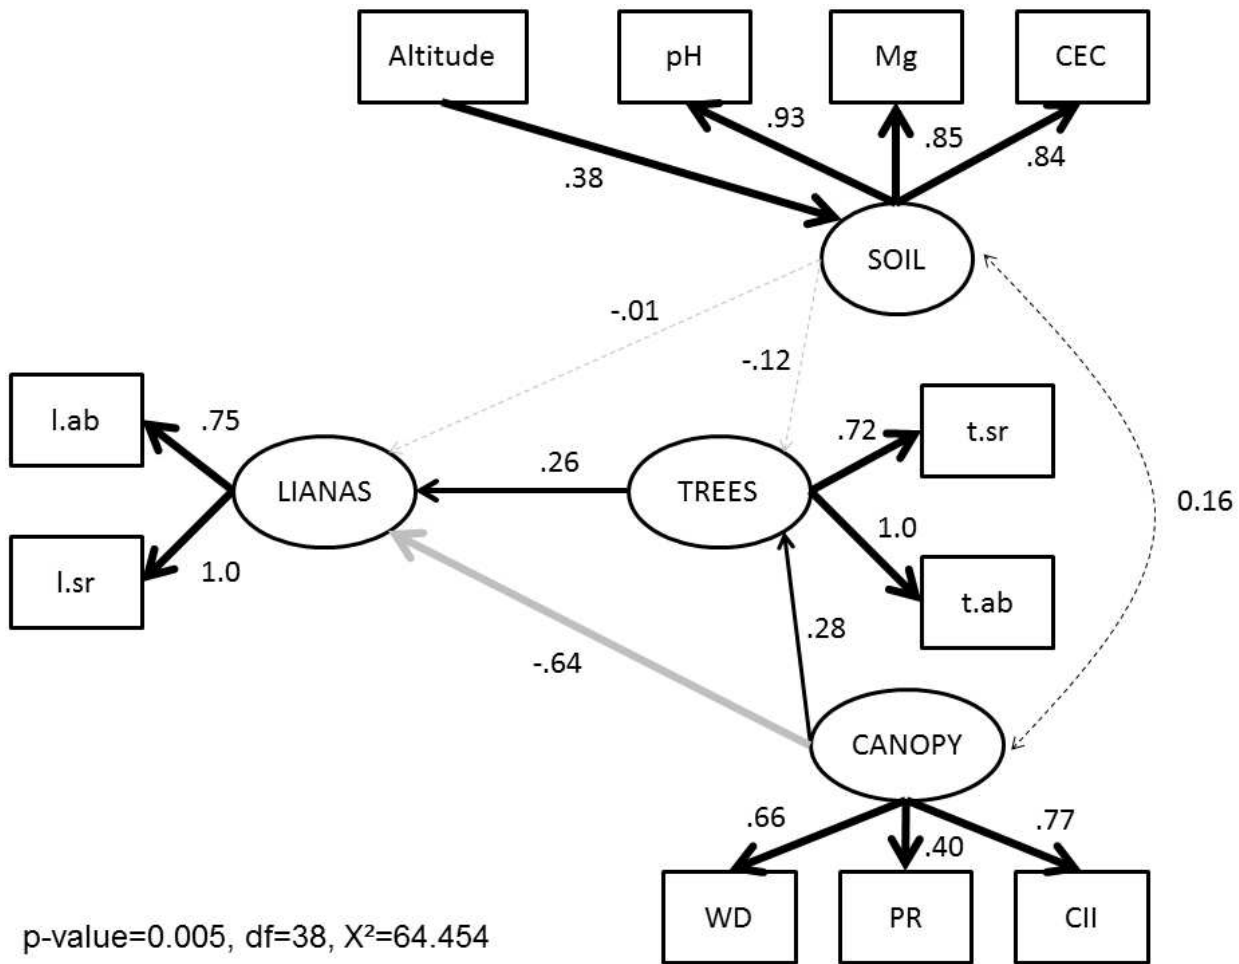 Altitude
pH
Mg
CEC
.93
.85
.84
.38
SOIL
-.01
-.12
l.ab
.75
.72
t.sr
LIANAS
.26
TREES
0.16
1.0
l.sr
1.0
t.ab
.28
-.64
CANOPY
.66
.40
.77
WD
PR
CII
p-value=0.005, df=38, X²=64.454